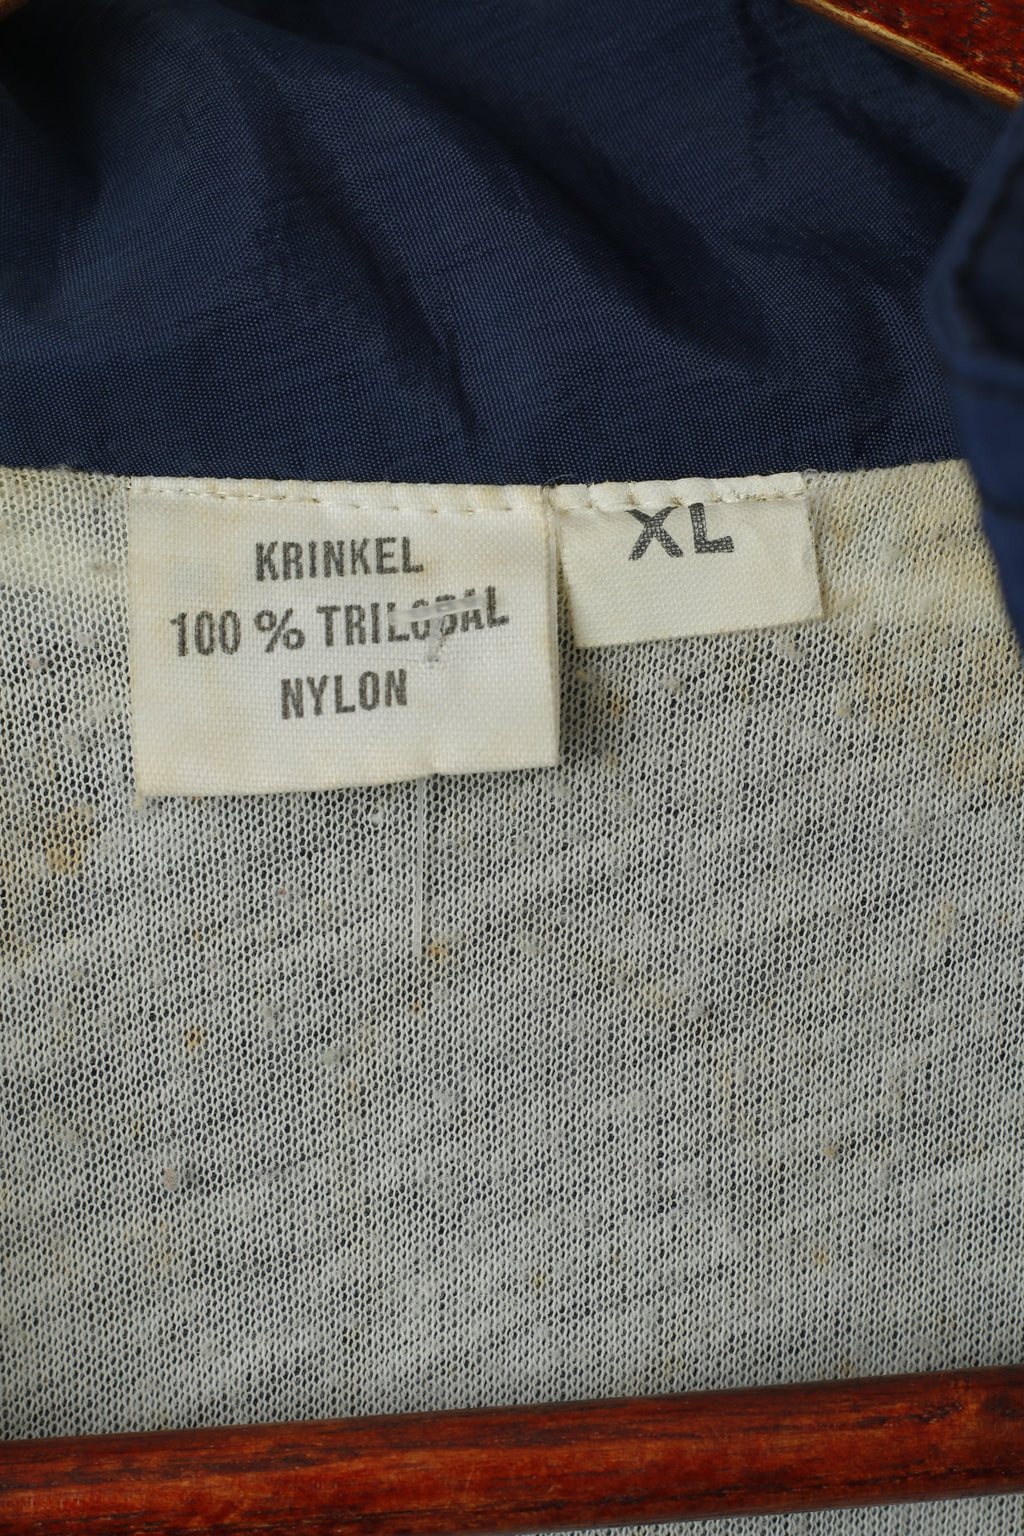 KRINKEL
100 % TRILOBAL
NYLON
XL